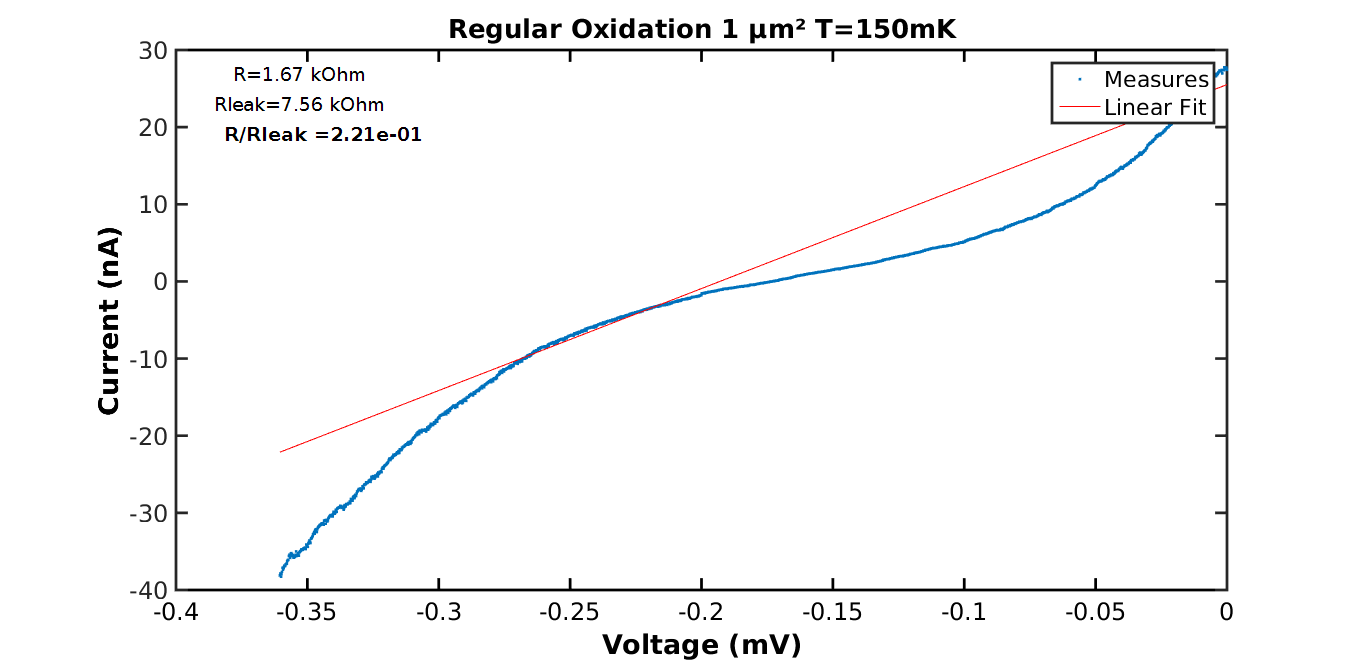 Regular Oxidation 1 µm² T=150mK
R=1.67 kOhm
Rleak=7.56 kOhm
R/Rleak =2.21e-01
Measures
Linear Fit
30
20
10
0
-10
-20
-30
-40
Current (nA)
-0.4 -0.35 -0.3 -0.25 -0.2 -0.15 -0.1 -0.05 0
Voltage (mV)